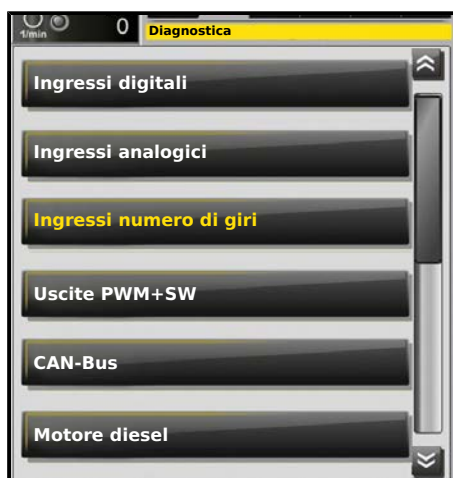 1/min
0
Diagnostica
Ingressi digitali
Ingressi analogici
Ingressi numero di giri
Uscite PWM+SW
CAN-Bus
Motore diesel